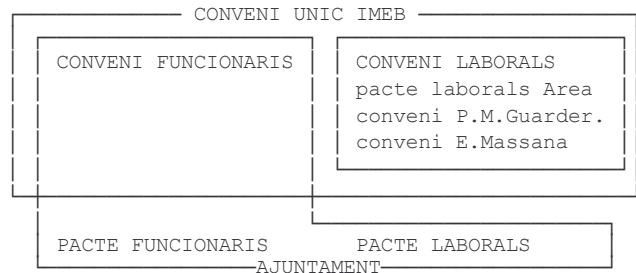 CONVENI UNIC IMEB
CONVENI FUNCIONARIS
CONVENI LABORALS
pacte laborals Area
conveni P.M.Guarder.
conveni E.Massana
PACTE FUNCIONARIS PACTE LABORALS
AJUNTAMENT